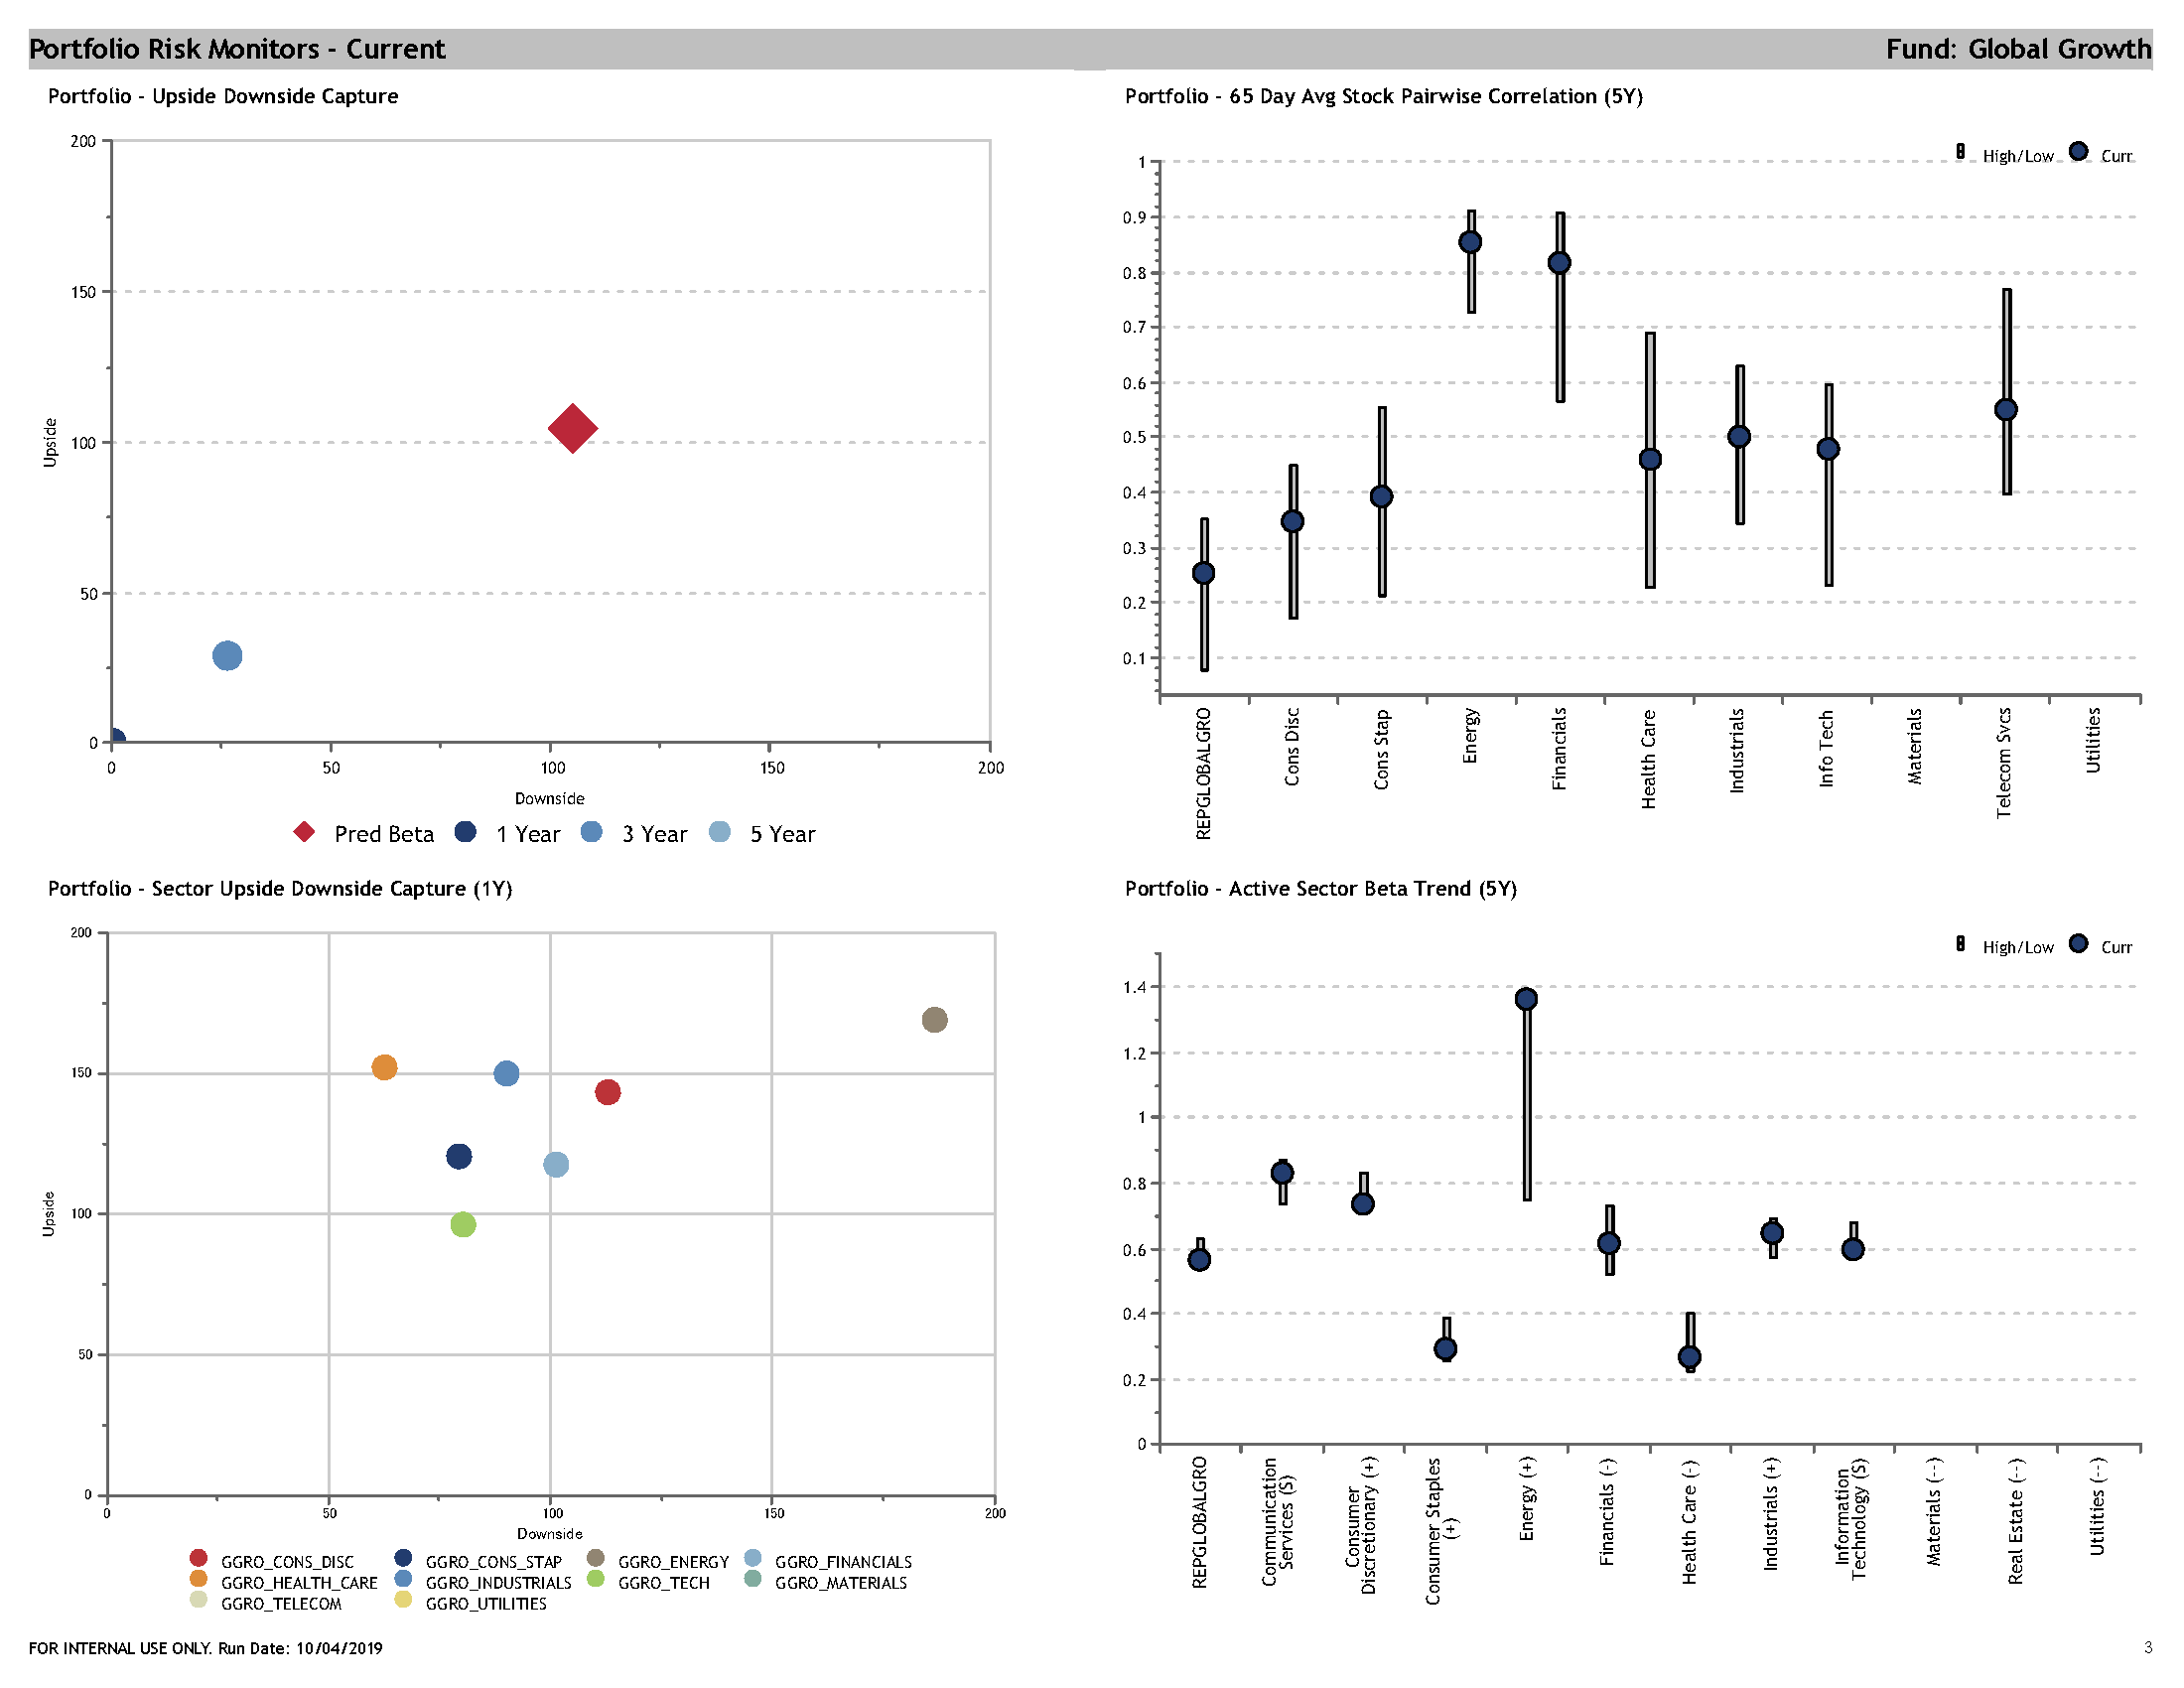 Portfolio Risk Monitors - Current
Fund: Global Growth
Portfolio - Upside Downside Capture
200
150
100
50
0
Upside
0
50
100
150
200
Downside
Pred Beta
1 Year
3 Year
5 Year
Portfolio - 65 Day Avg Stock Pairwise Correlation (5Y)
High/Low
Curr
1
0.9
0.8
0.7
0.6
0.5
0.4
0.3
0.2
0.1
REPGLOBALGRO
Cons Disc
Cons Stap
Energy
Financials
Health Care
Industrials
Info Tech
Materials
Telecom Svcs
Utilities
Portfolio - Sector Upside Downside Capture (1Y)
200
150
100
50
0
Upside
0
50
100
150
200
Downside
GGRO_CONS_DISC
GGRO_CONS_STAP
GGRO_ENERGY
GGRO_FINANCIALS
GGRO_HEALTH_CARE
GGRO_INDUSTRIALS
GGRO_TECH
GGRO_MATERIALS
GGRO_TELECOM
GGRO_UTILITIES
Portfolio - Active Sector Beta Trend (5Y)
High/Low
Curr
1.4
1.2
1
0.8
0.6
0.4
0.2
0
REPGLOBALGRO
Communication
Services (S)
Consumer
Discretionary (+)
Consumer Staples
(+)
Energy (+)
Financials (-)
Health Care (-)
Industrials (+)
Information
Technology (S)
Materials (--)
Real Estate (--)
Utilities (--)
FOR INTERNAL USE ONLY. Run Date: 10/04/2019
3